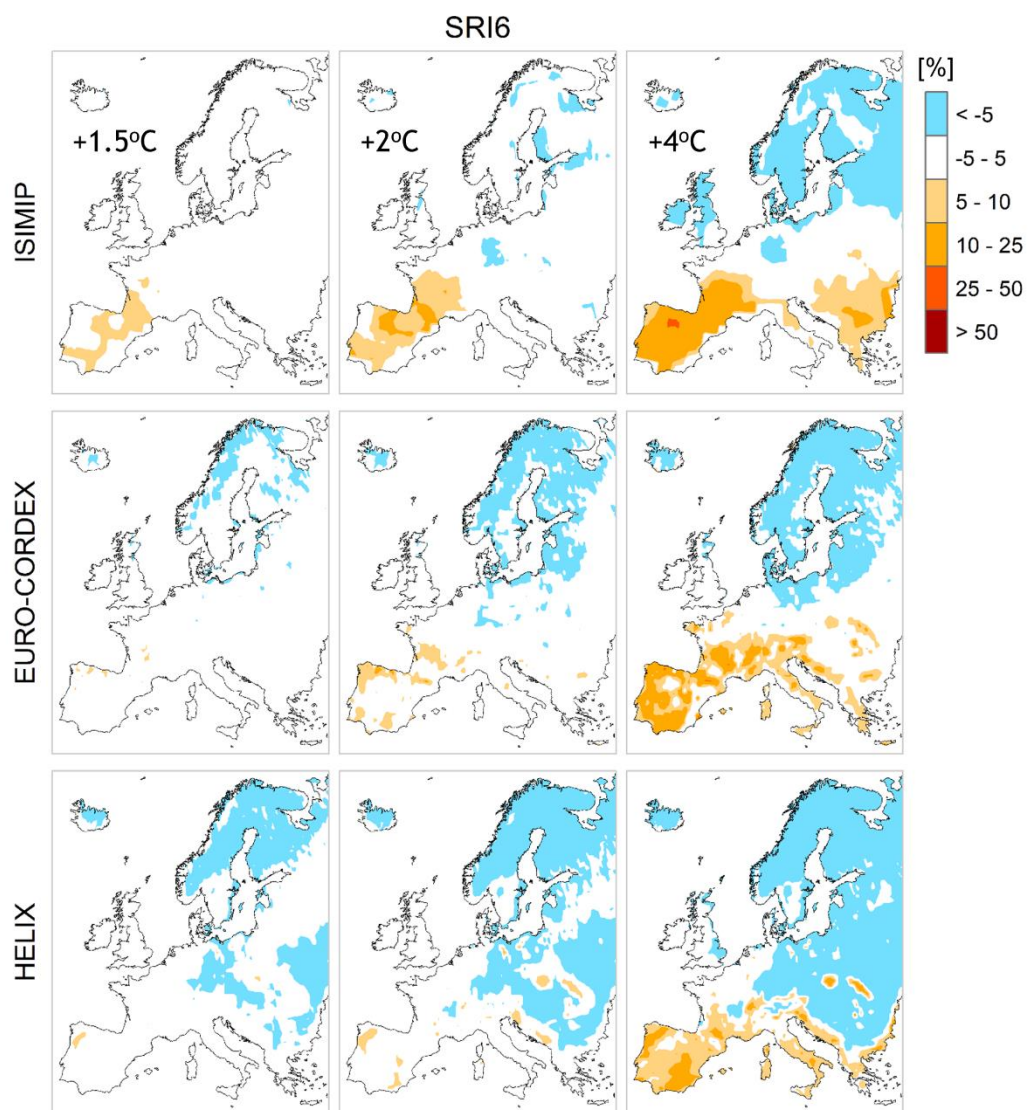 SRI6
ISIMIP
+1.5°C
+2°C
+4°C
[%]
< -5
-5 - 5
5 - 10
10 - 25
25 - 50
> 50
EURO-CORDEX
HELIX